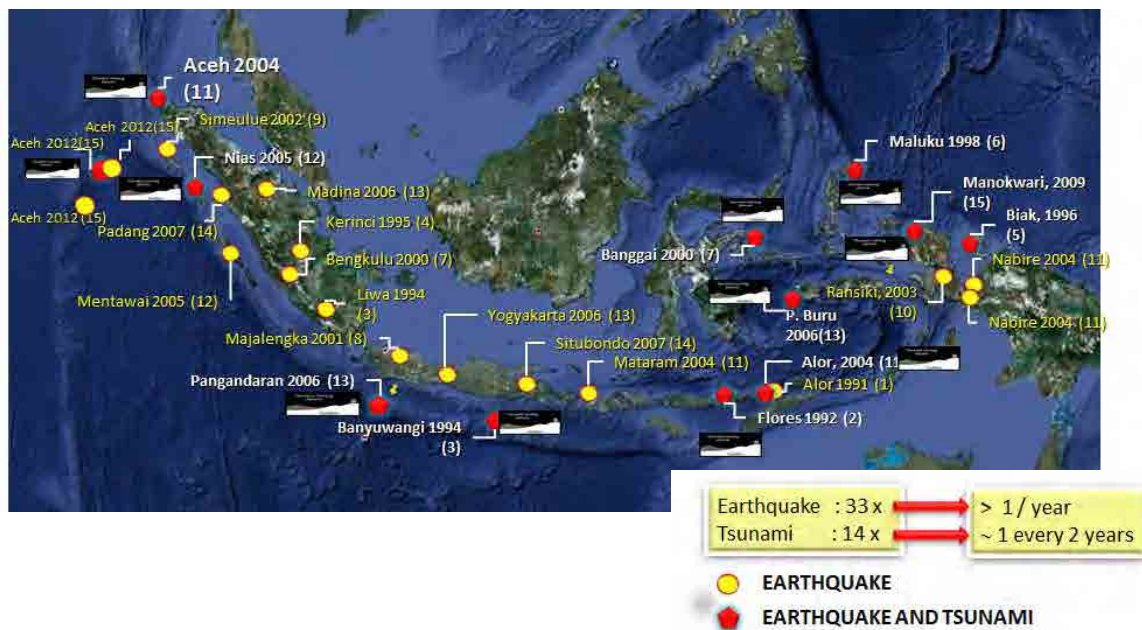 Aceh 2004
(11)
Aceh 2012(15)
Simeulue 2002 (9)
Aceh 2012(15)
Nias 2005 (12)
Madina 2006 (13)
Aceh 2012(15)
Padang 2007 (14)
Kerinci 1995 (4)
Bengkulu 2000 (7)
Mentawai 2005 (12)
Liwa 1994
(3)
Majalengka 2001 (8)
Yogyakarta 2006 (13)
Situbondo 2007 (14)
Mataram 2004 (11)
Pangandaran 2006 (13)
Banyuwangi 1994
(3)
Maluku 1998 (6)
Manokwari, 2009
(15)
Biak, 1996
(5)
Banggai 2000 (7)
Nabire 2004 (11)
Ransiki, 2003
(10)
P. Buru
2006(13)
Nabire 2004 (11)
Alor, 2004 (11
Alor 1991 (1)
Flores 1992 (2)
Earthquake : 33 x > 1 / year
Tsunami : 14 x ~ 1 every 2 years
EARTHQUAKE
EARTHQUAKE AND TSUNAMI